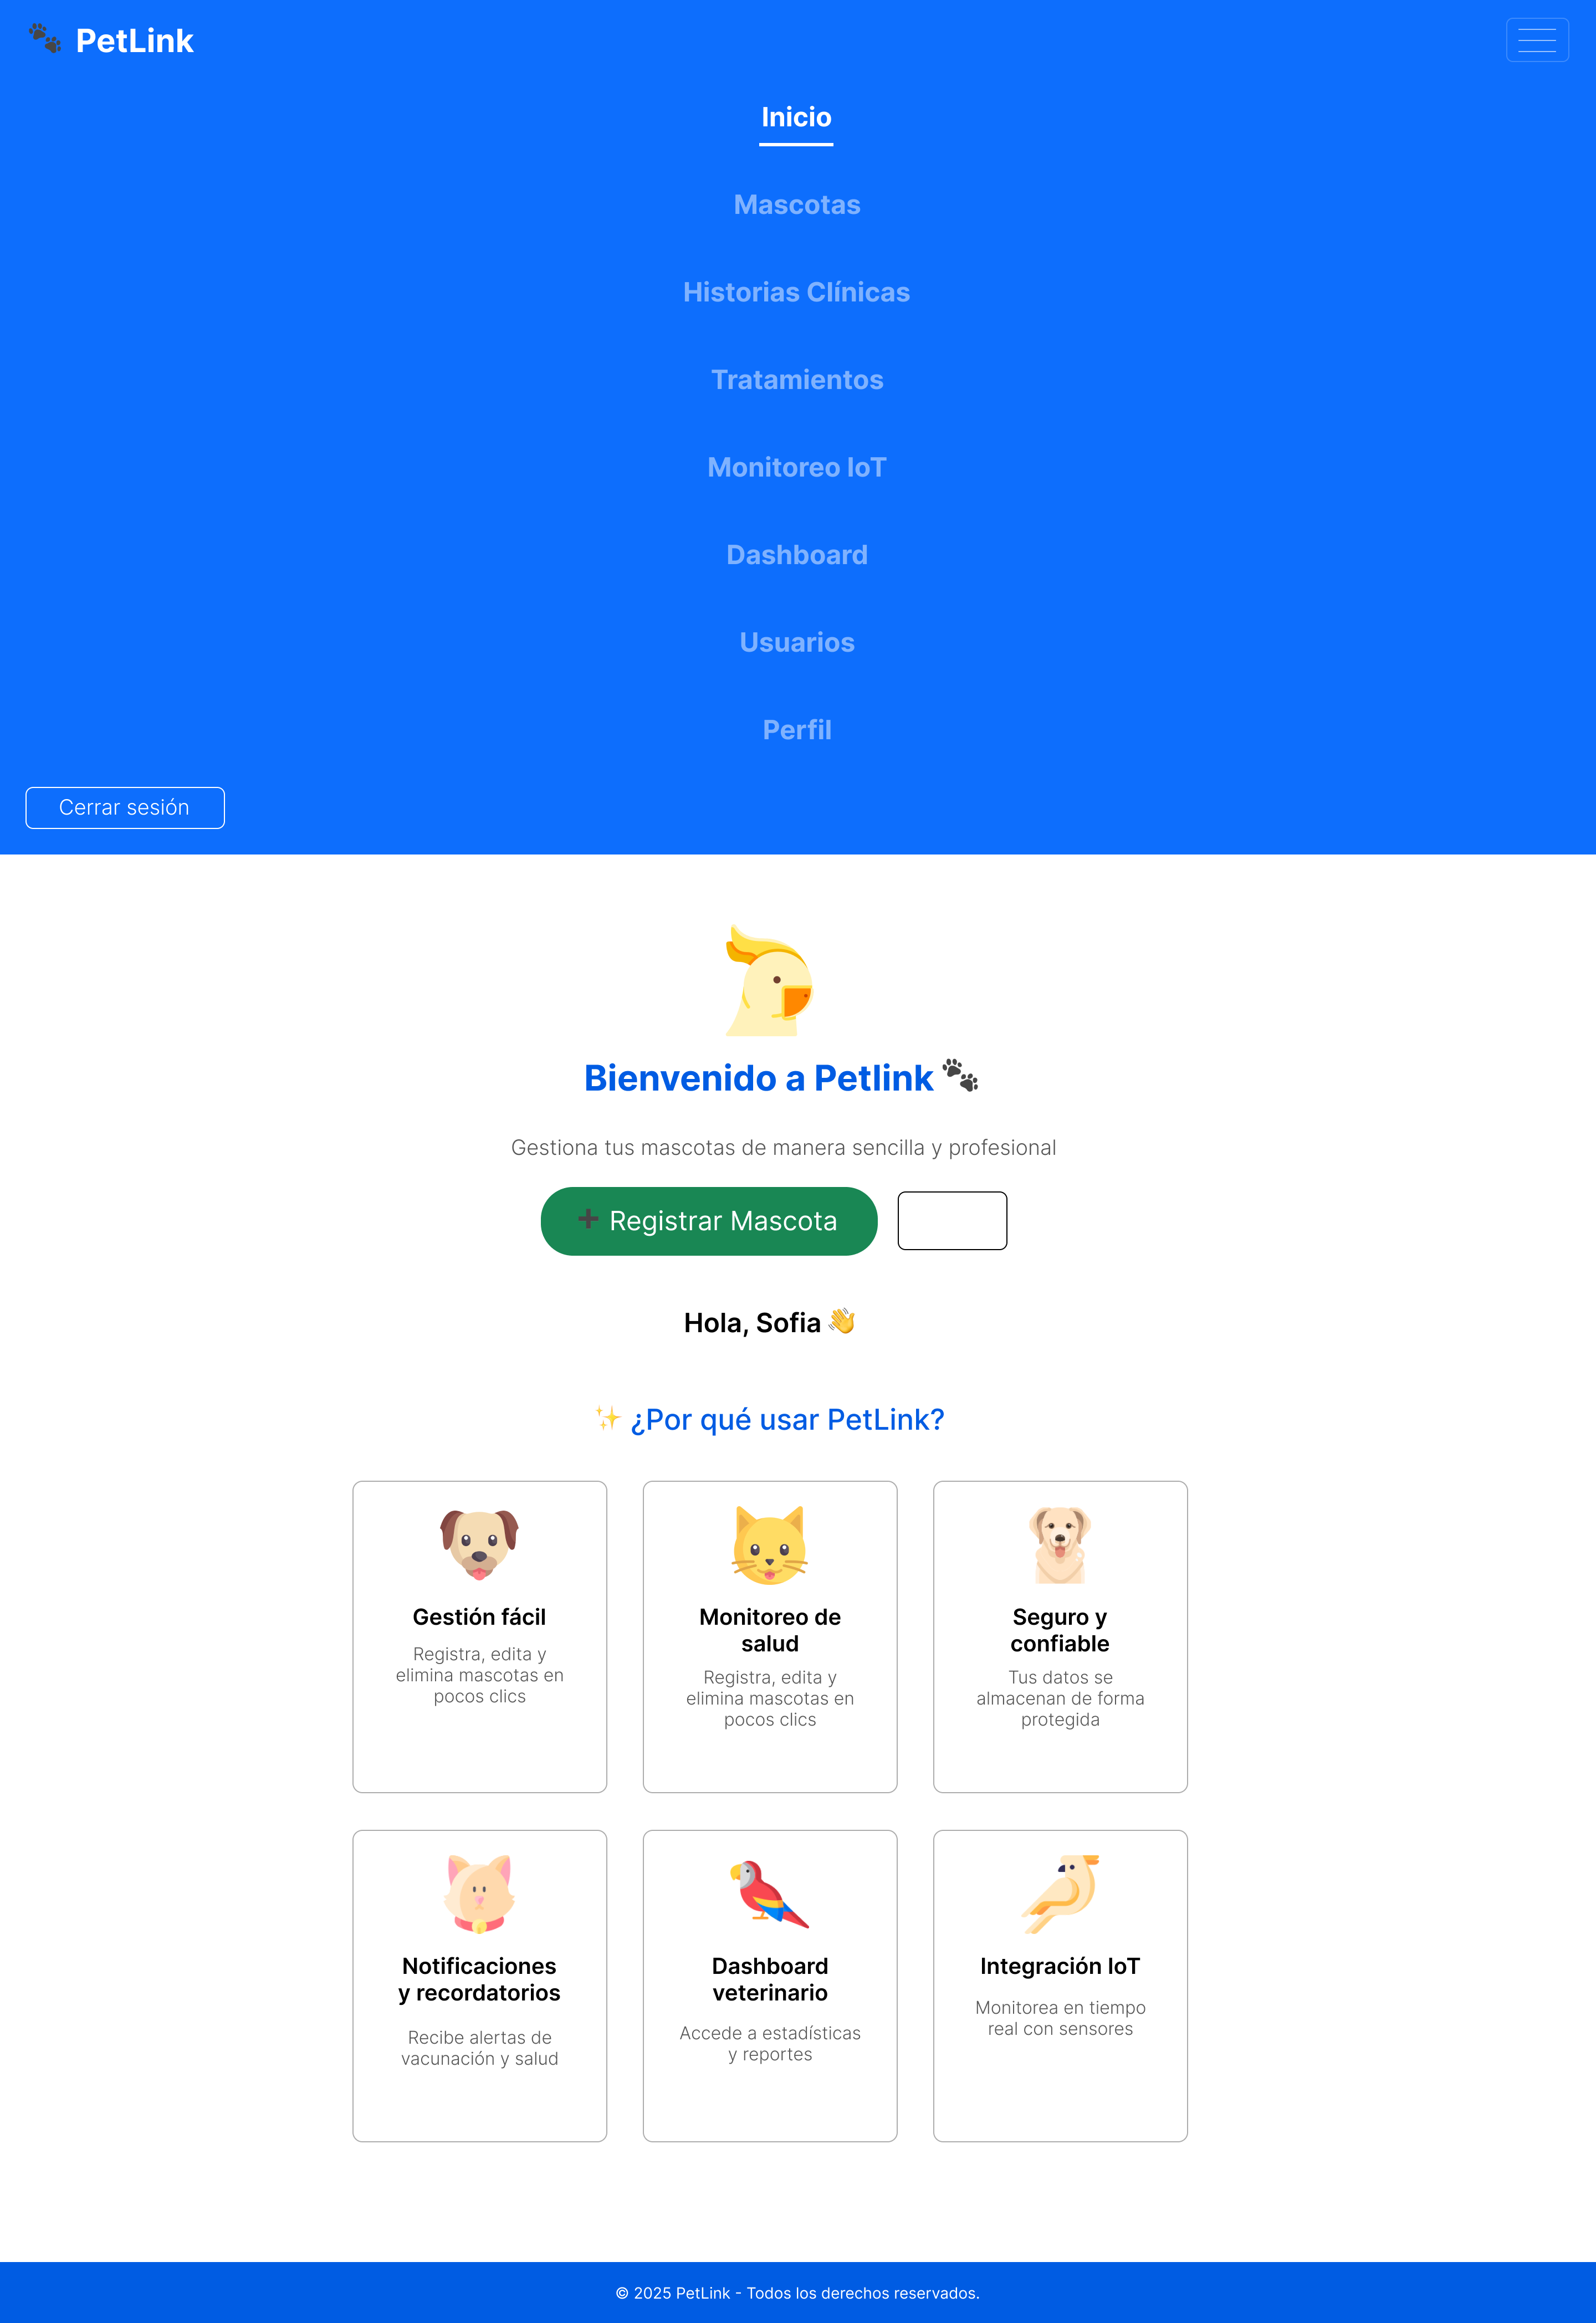 🐾 PetLink
Inicio
Mascotas
Historias Clínicas
Tratamientos
Monitoreo IoT
Dashboard
Usuarios
Perfil
Cerrar sesión
Bienvenido a Petlink 🐾
Gestiona tus mascotas de manera sencilla y profesional
➕ Registrar Mascota
Hola, Sofia 👋
✨ ¿Por qué usar PetLink?
Gestión fácil
Registra, edita y
elimina mascotas en
pocos clics
Monitoreo de
salud
Registra, edita y
elimina mascotas en
pocos clics
Seguro y
confiable
Tus datos se
almacenan de forma
protegida
Notificaciones
y recordatorios
Recibe alertas de
vacunación y salud
Dashboard
veterinario
Accede a estadísticas
y reportes
Integración IoT
Monitorea en tiempo
real con sensores
© 2025 PetLink - Todos los derechos reservados.